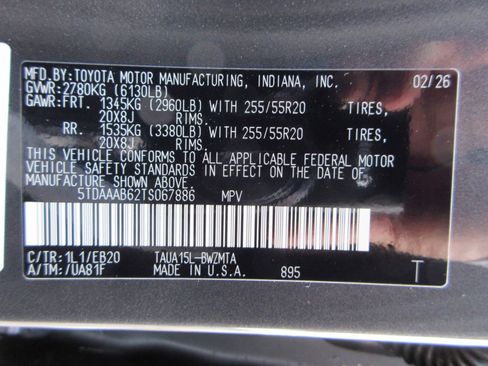 MFD.BY:TOYOTA MOTOR MANUFACTURING, INDIANA, INC. 02/26
GVWR:2780KG (6130LB)
GAWR:FRT. 1345KG (2960LB) WITH 255/55R20 TIRES,
20X8J RIMS.
RR. 1535KG (3380LB) WITH 255/55R20 TIRES,
20X8J RIMS.
THIS VEHICLE CONFORMS TO ALL APPLICABLE FEDERAL MOTOR
VEHICLE SAFETY STANDARDS IN EFFECT ON THE DATE OF
MANUFACTURE SHOWN ABOVE.
5TDAAAB62TS067886 MPV
C/TR:1L1/EB20 TAUA15L-BWZMTA
A/TM:/UA81F MADE IN U.S.A. 895 T